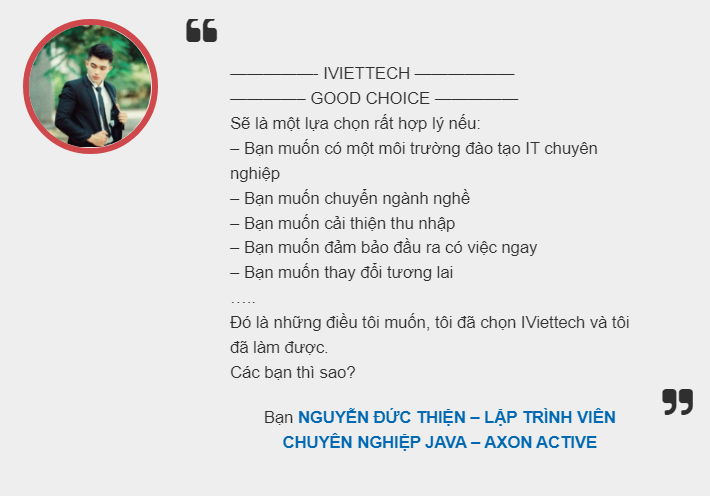 —————- IVIETTECH ——————
————– GOOD CHOICE —————
Sẽ là một lựa chọn rất hợp lý nếu:
– Bạn muốn có một môi trường đào tạo IT chuyên
nghiệp
– Bạn muốn chuyển ngành nghề
– Bạn muốn cải thiện thu nhập
– Bạn muốn đảm bảo đầu ra có việc ngay
– Bạn muốn thay đổi tương lai
…..
Đó là những điều tôi muốn, tôi đã chọn IViettech và tôi
đã làm được.
Các bạn thì sao?
Bạn NGUYỄN ĐỨC THIỆN – LẬP TRÌNH VIÊN
CHUYÊN NGHIỆP JAVA – AXON ACTIVE